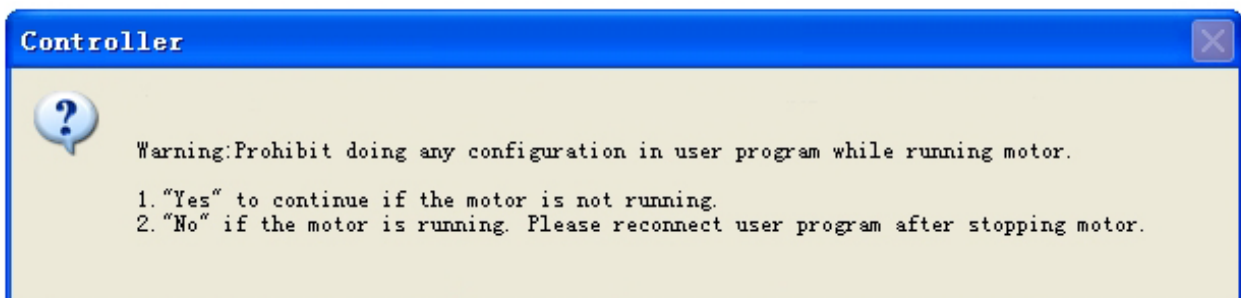 Controller
?
Warning:Prohibit doing any configuration in user program while running motor.
1."Yes" to continue if the motor is not running.
2."No" if the motor is running. Please reconnect user program after stopping motor.